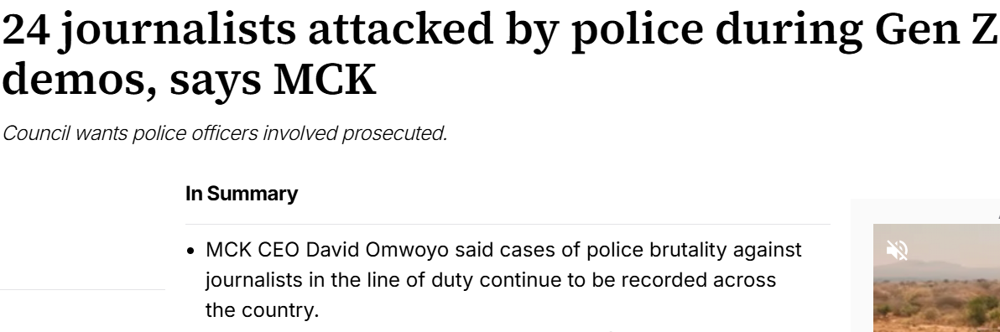 24 journalists attacked by police during Gen Z
demos, says MCK
Council wants police officers involved prosecuted.
In Summary
MCK CEO David Omwoyo said cases of police brutality against
journalists in the line of duty continue to be recorded across
the country.